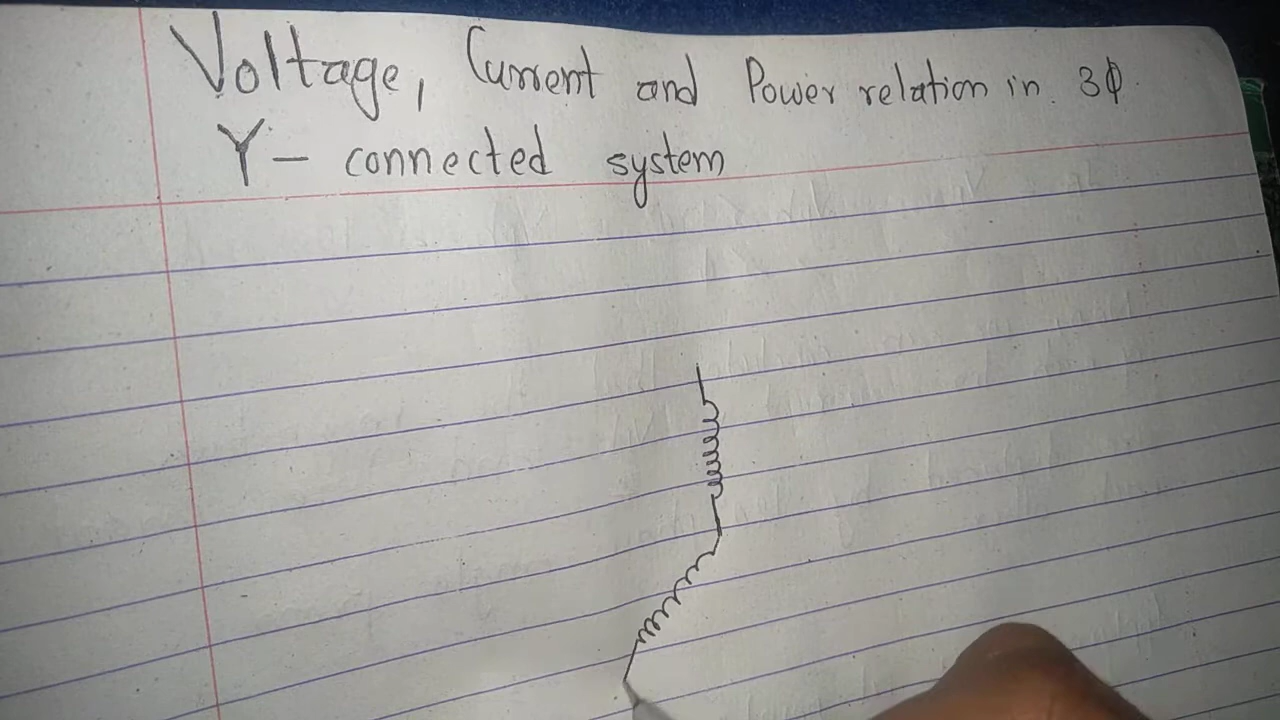 Voltage, Current and Power relation in 3φ
Y - connected system